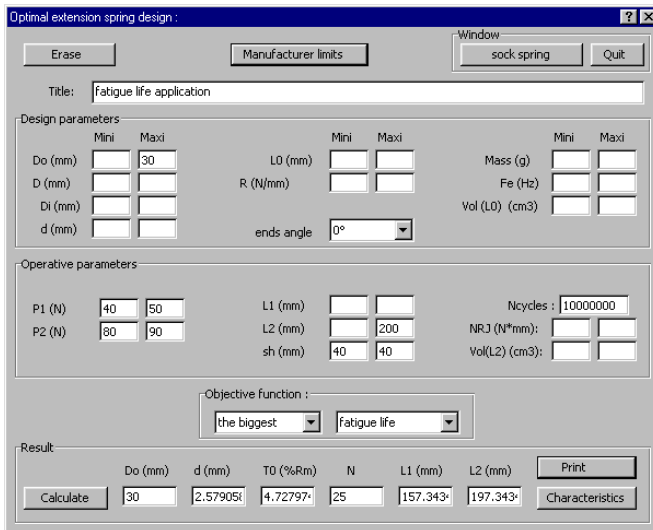 Optimal extension spring design :
Window
Erase Manufacturer limits sock spring Quit
Title: fatigue life application
Design parameters
Mini Maxi Mini Maxi Mini Maxi
Do (mm) 30 L0 (mm) Mass (g)
D (mm) R (N/mm) Fe (Hz)
Di (mm) Vol (L0) (cm3)
d (mm) ends angle 0°
Operative parameters
P1 (N) 40 50 L1 (mm) Ncycles : 10000000
P2 (N) 80 90 L2 (mm) 200 NRJ (N*mm):
sh (mm) 40 40 Vol(L2) (cm3):
Objective function :
the biggest fatigue life
Result
Do (mm) d (mm) T0 (%Rm) N L1 (mm) L2 (mm) Print
Calculate 30 2.57905 4.72797 25 157.343 197.343 Characteristics